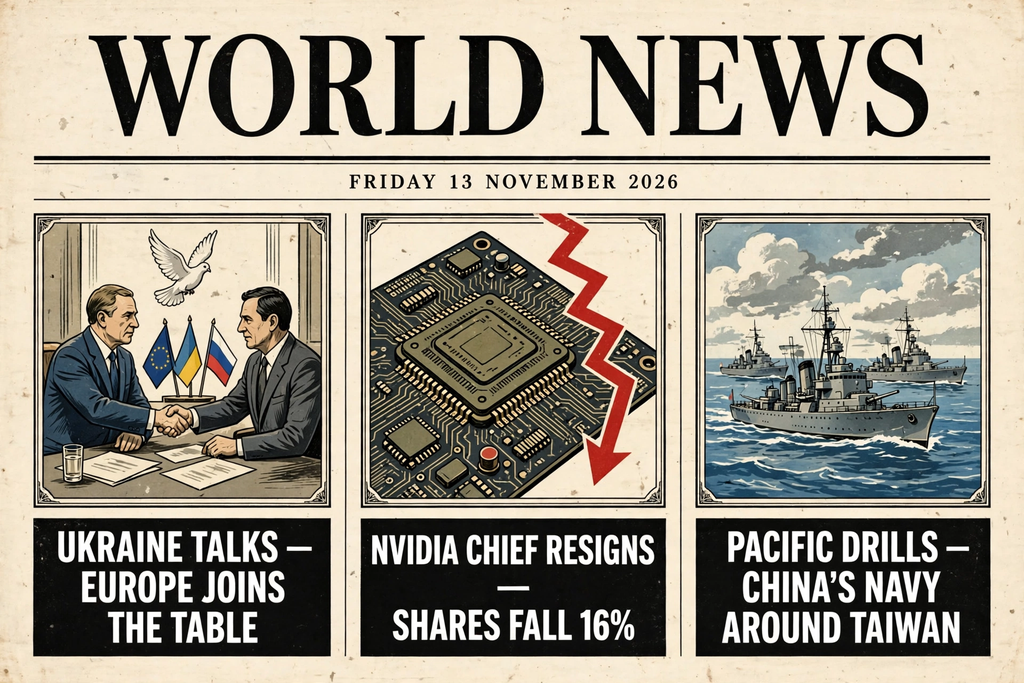 WORLD NEWS
FRIDAY 13 NOVEMBER 2026
UKRAINE TALKS —
EUROPE JOINS
THE TABLE
NVIDIA CHIEF RESIGNS
—
SHARES FALL 16%
PACIFIC DRILLS —
CHINA'S NAVY
AROUND TAIWAN